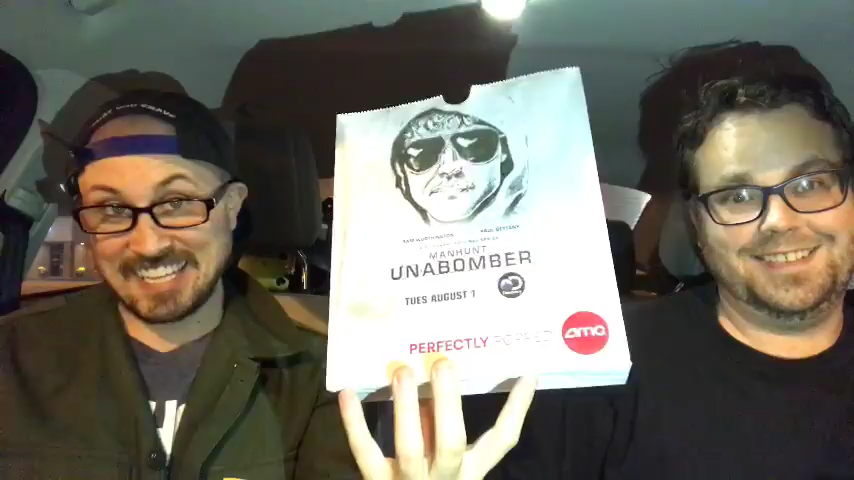 SAM WORTHINGTON PAUL BETTANY
MANHUNT
UNABOMBER
TUES AUGUST 1
PERFECTLY POPPED
amc